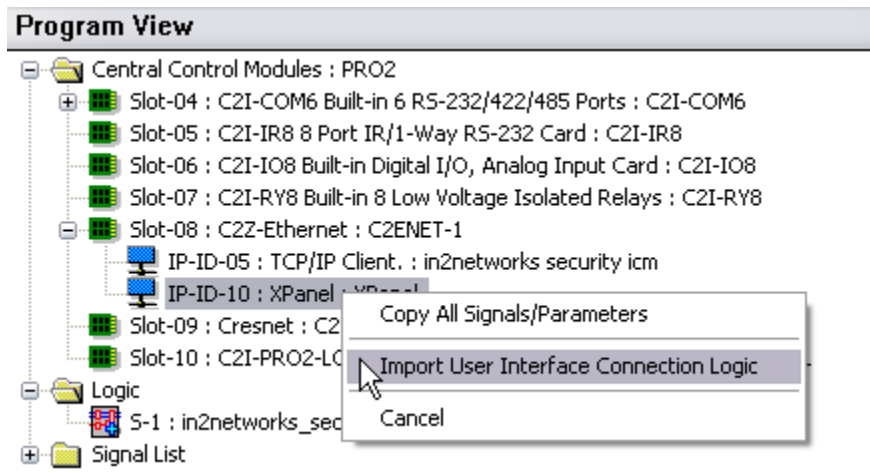 Program View
Central Control Modules : PRO2
Slot-04 : C2I-COM6 Built-in 6 RS-232/422/485 Ports : C2I-COM6
Slot-05 : C2I-IR8 8 Port IR/1-Way RS-232 Card : C2I-IR8
Slot-06 : C2I-IO8 Built-in Digital I/O, Analog Input Card : C2I-IO8
Slot-07 : C2I-RY8 Built-in 8 Low Voltage Isolated Relays : C2I-RY8
Slot-08 : C2Z-Ethernet : C2ENET-1
IP-ID-05 : TCP/IP Client. : in2networks security icm
IP-ID-10 : XPanel : XPanel
Slot-09 : Cresnet : C2
Slot-10 : C2I-PRO2-LC
Logic
S-1 : in2networks_sec
Signal List
Copy All Signals/Parameters
Import User Interface Connection Logic
Cancel